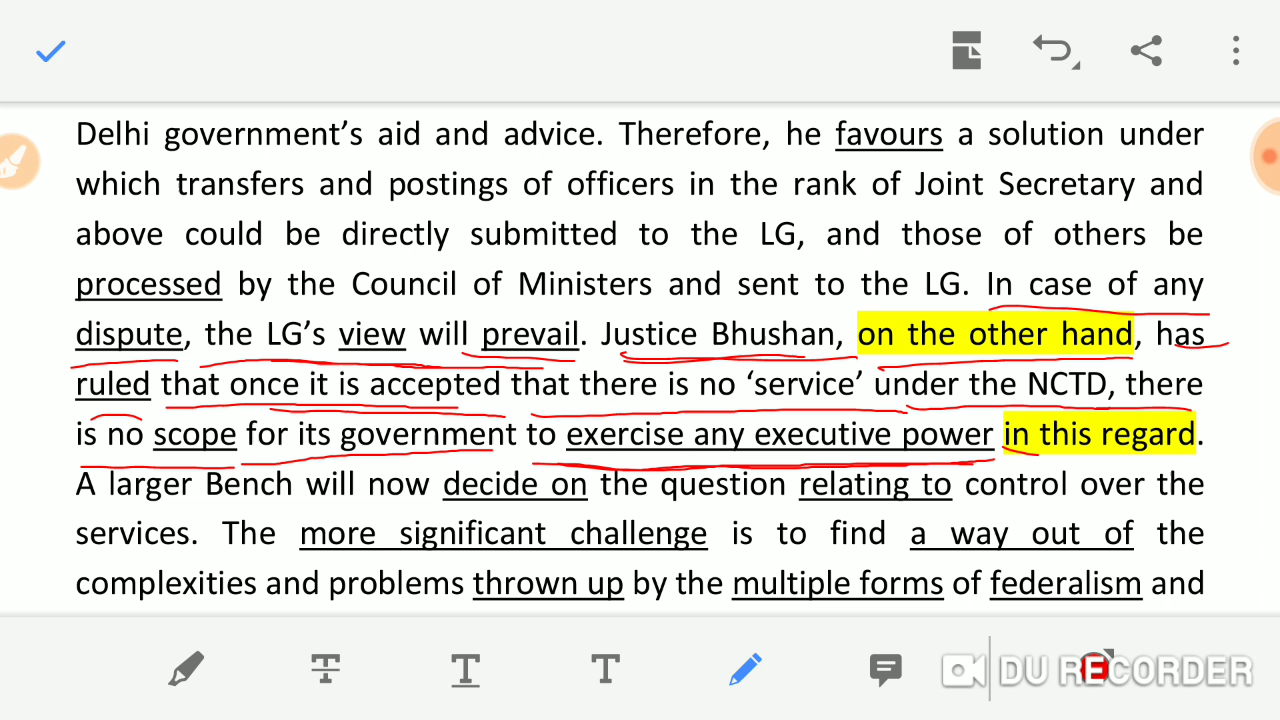 Delhi government’s aid and advice. Therefore, he favours a solution under
which transfers and postings of officers in the rank of Joint Secretary and
above could be directly submitted to the LG, and those of others be
processed by the Council of Ministers and sent to the LG. In case of any
dispute, the LG’s view will prevail. Justice Bhushan, on the other hand, has
ruled that once it is accepted that there is no ‘service’ under the NCTD, there
is no scope for its government to exercise any executive power in this regard.
A larger Bench will now decide on the question relating to control over the
services. The more significant challenge is to find a way out of the
complexities and problems thrown up by the multiple forms of federalism and
T T T
DU RECORDER